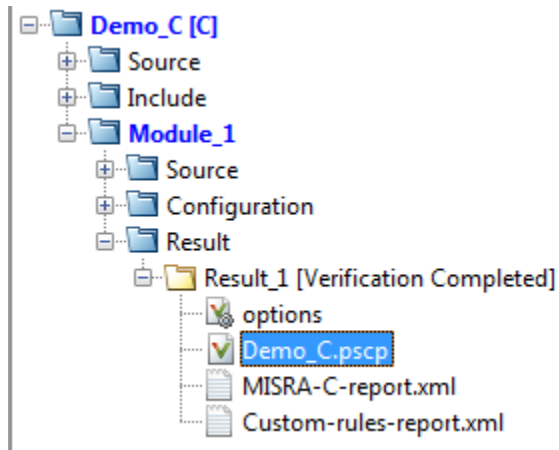 Demo_C [C]
Source
Include
Module_1
Source
Configuration
Result
Result_1 [Verification Completed]
options
Demo_C.pscp
MISRA-C-report.xml
Custom-rules-report.xml